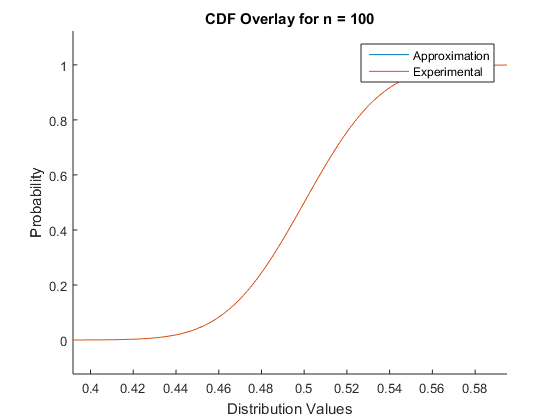 CDF Overlay for n = 100
Approximation
Experimental
1
0.8
0.6
0.4
0.2
0
Probability
0.4 0.42 0.44 0.46 0.48 0.5 0.52 0.54 0.56 0.58
Distribution Values